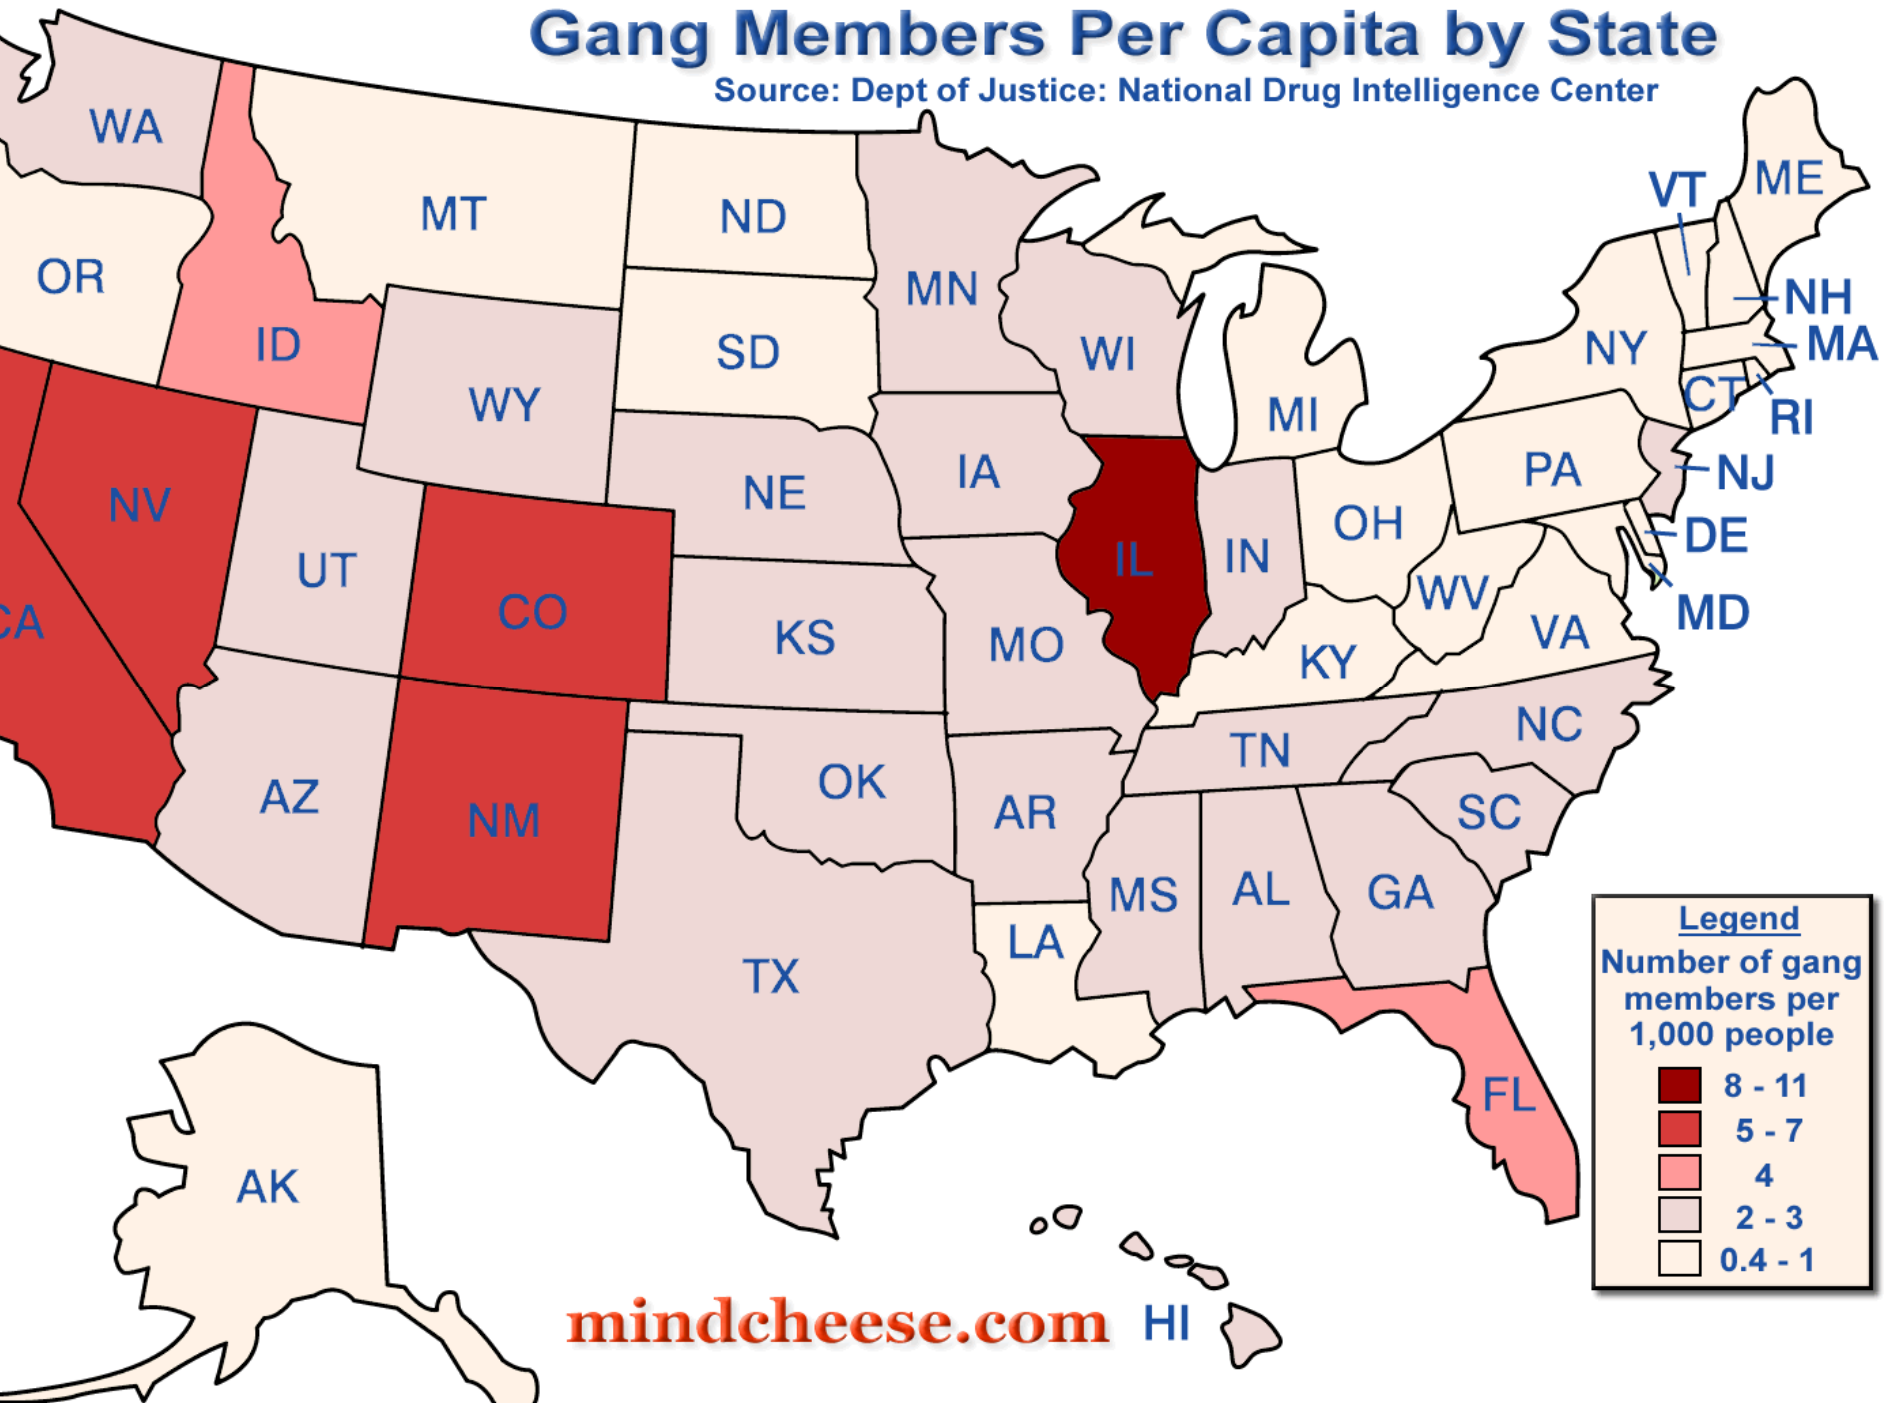 Gang Members Per Capita by State
Source: Dept of Justice: National Drug Intelligence Center
WA
MT
ND
MN
VT
ME
OR
ID
SD
WI
MI
NY
NH
MA
CT
RI
WY
NE
IA
PA
NJ
NV
UT
CO
KS
MO
IL
IN
OH
WV
VA
DE
MD
CA
KY
AZ
NM
OK
AR
TN
NC
SC
TX
LA
MS
AL
GA
FL
AK
HI
mindcheese.com
Legend
Number of gang
members per
1,000 people
8 - 11
5 - 7
4
2 - 3
0.4 - 1